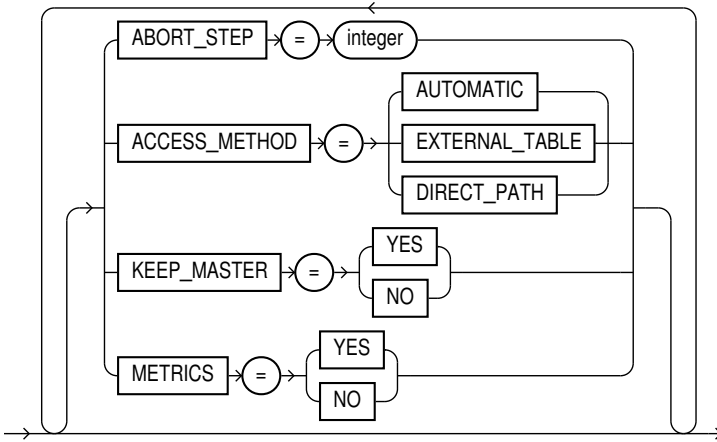 ABORT_STEP = integer
AUTOMATIC
ACCESS_METHOD = EXTERNAL_TABLE
DIRECT_PATH
YES
KEEP_MASTER =
NO
YES
METRICS =
NO